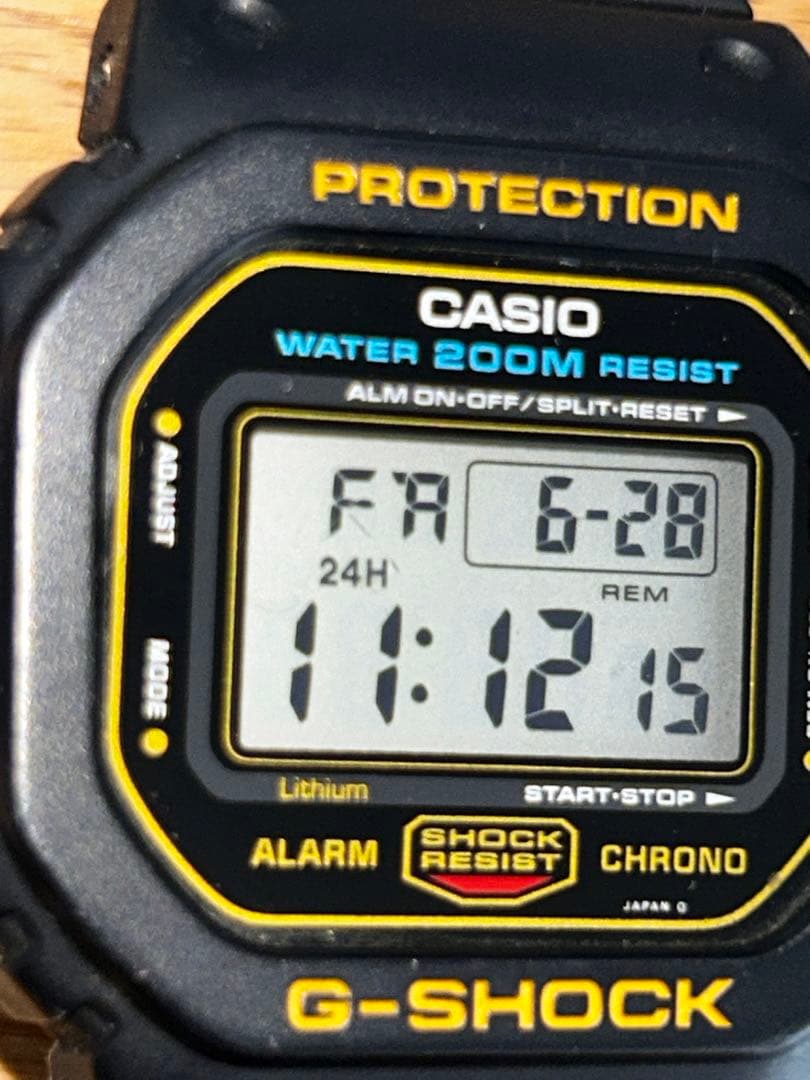 PROTECTION
CASIO
WATER 200M RESIST
ALM ON·OFF/SPLIT·RESET
ADJUST
FR 6-28
24H REM
11:12 15
MODE
Lithium START·STOP
ALARM SHOCK RESIST CHRONO
JAPAN
G-SHOCK